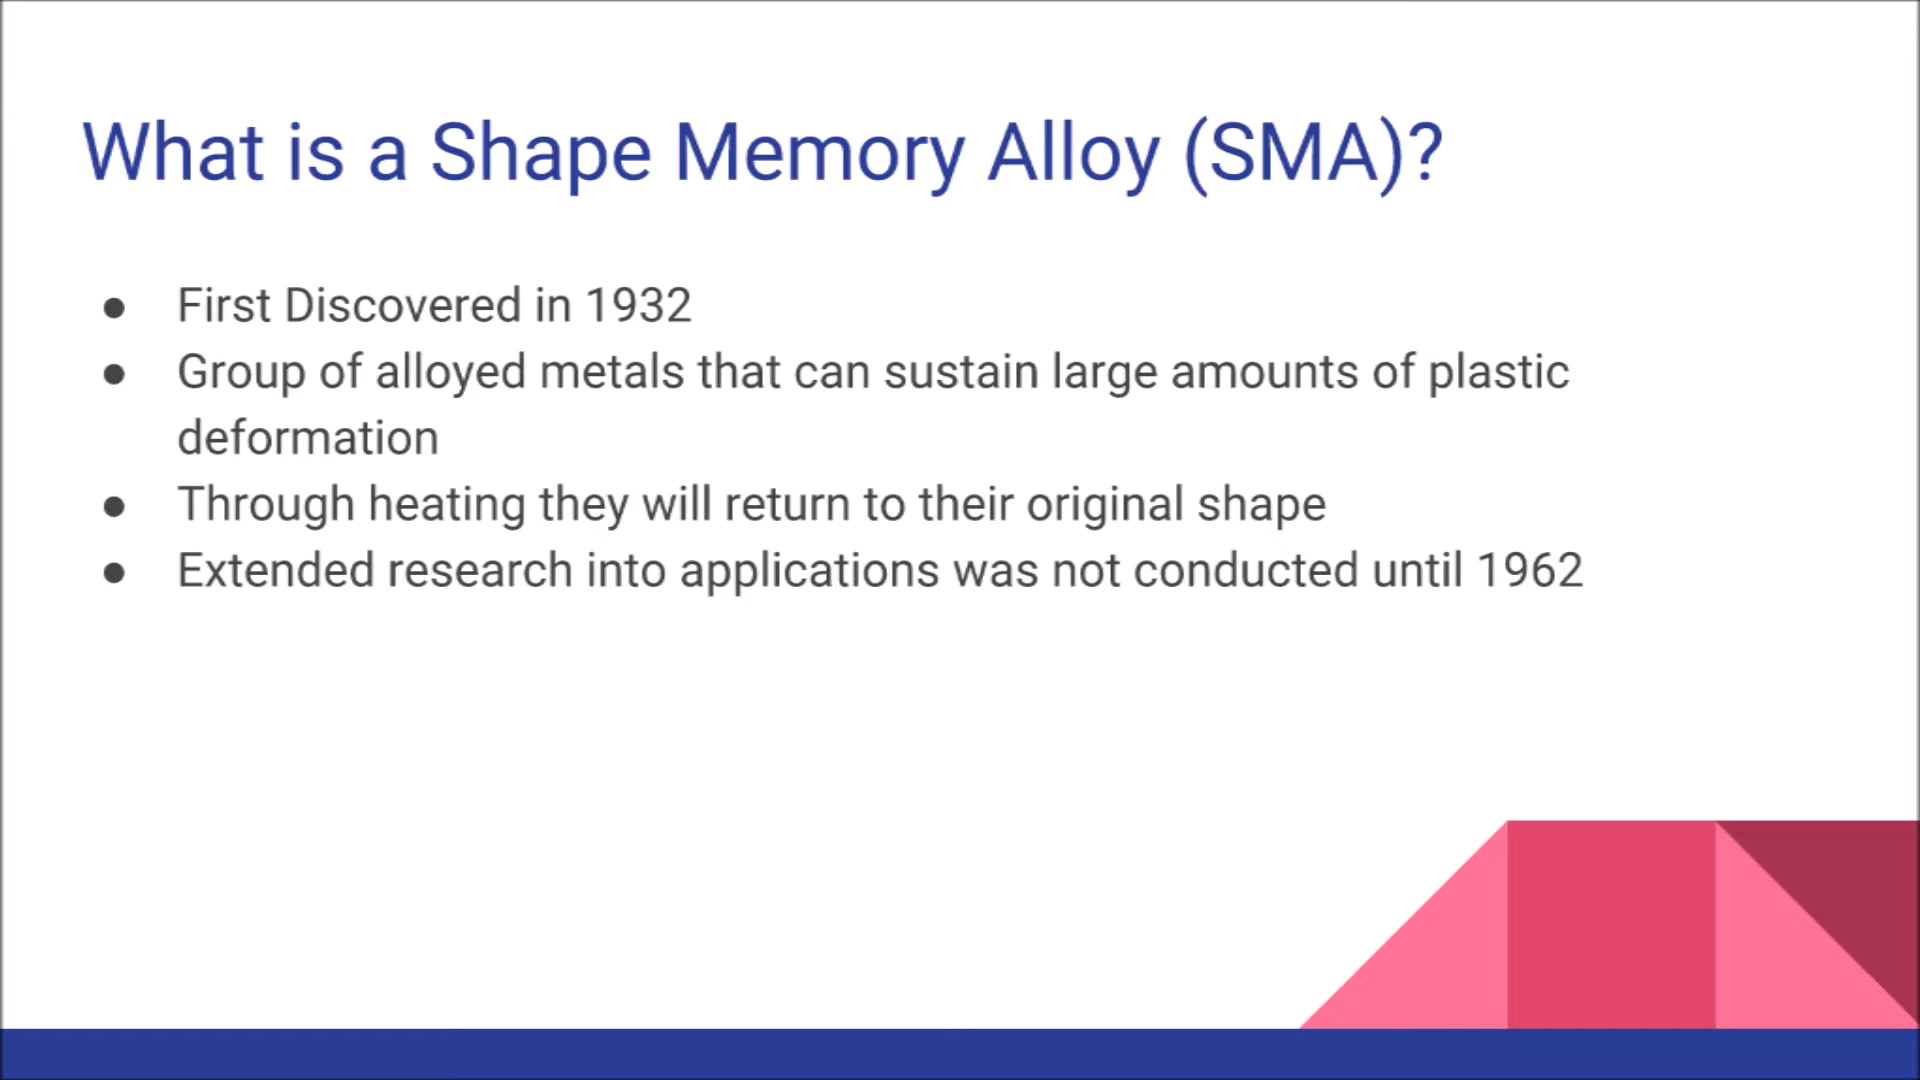 What is a Shape Memory Alloy (SMA)?
● First Discovered in 1932
● Group of alloyed metals that can sustain large amounts of plastic
deformation
● Through heating they will return to their original shape
● Extended research into applications was not conducted until 1962